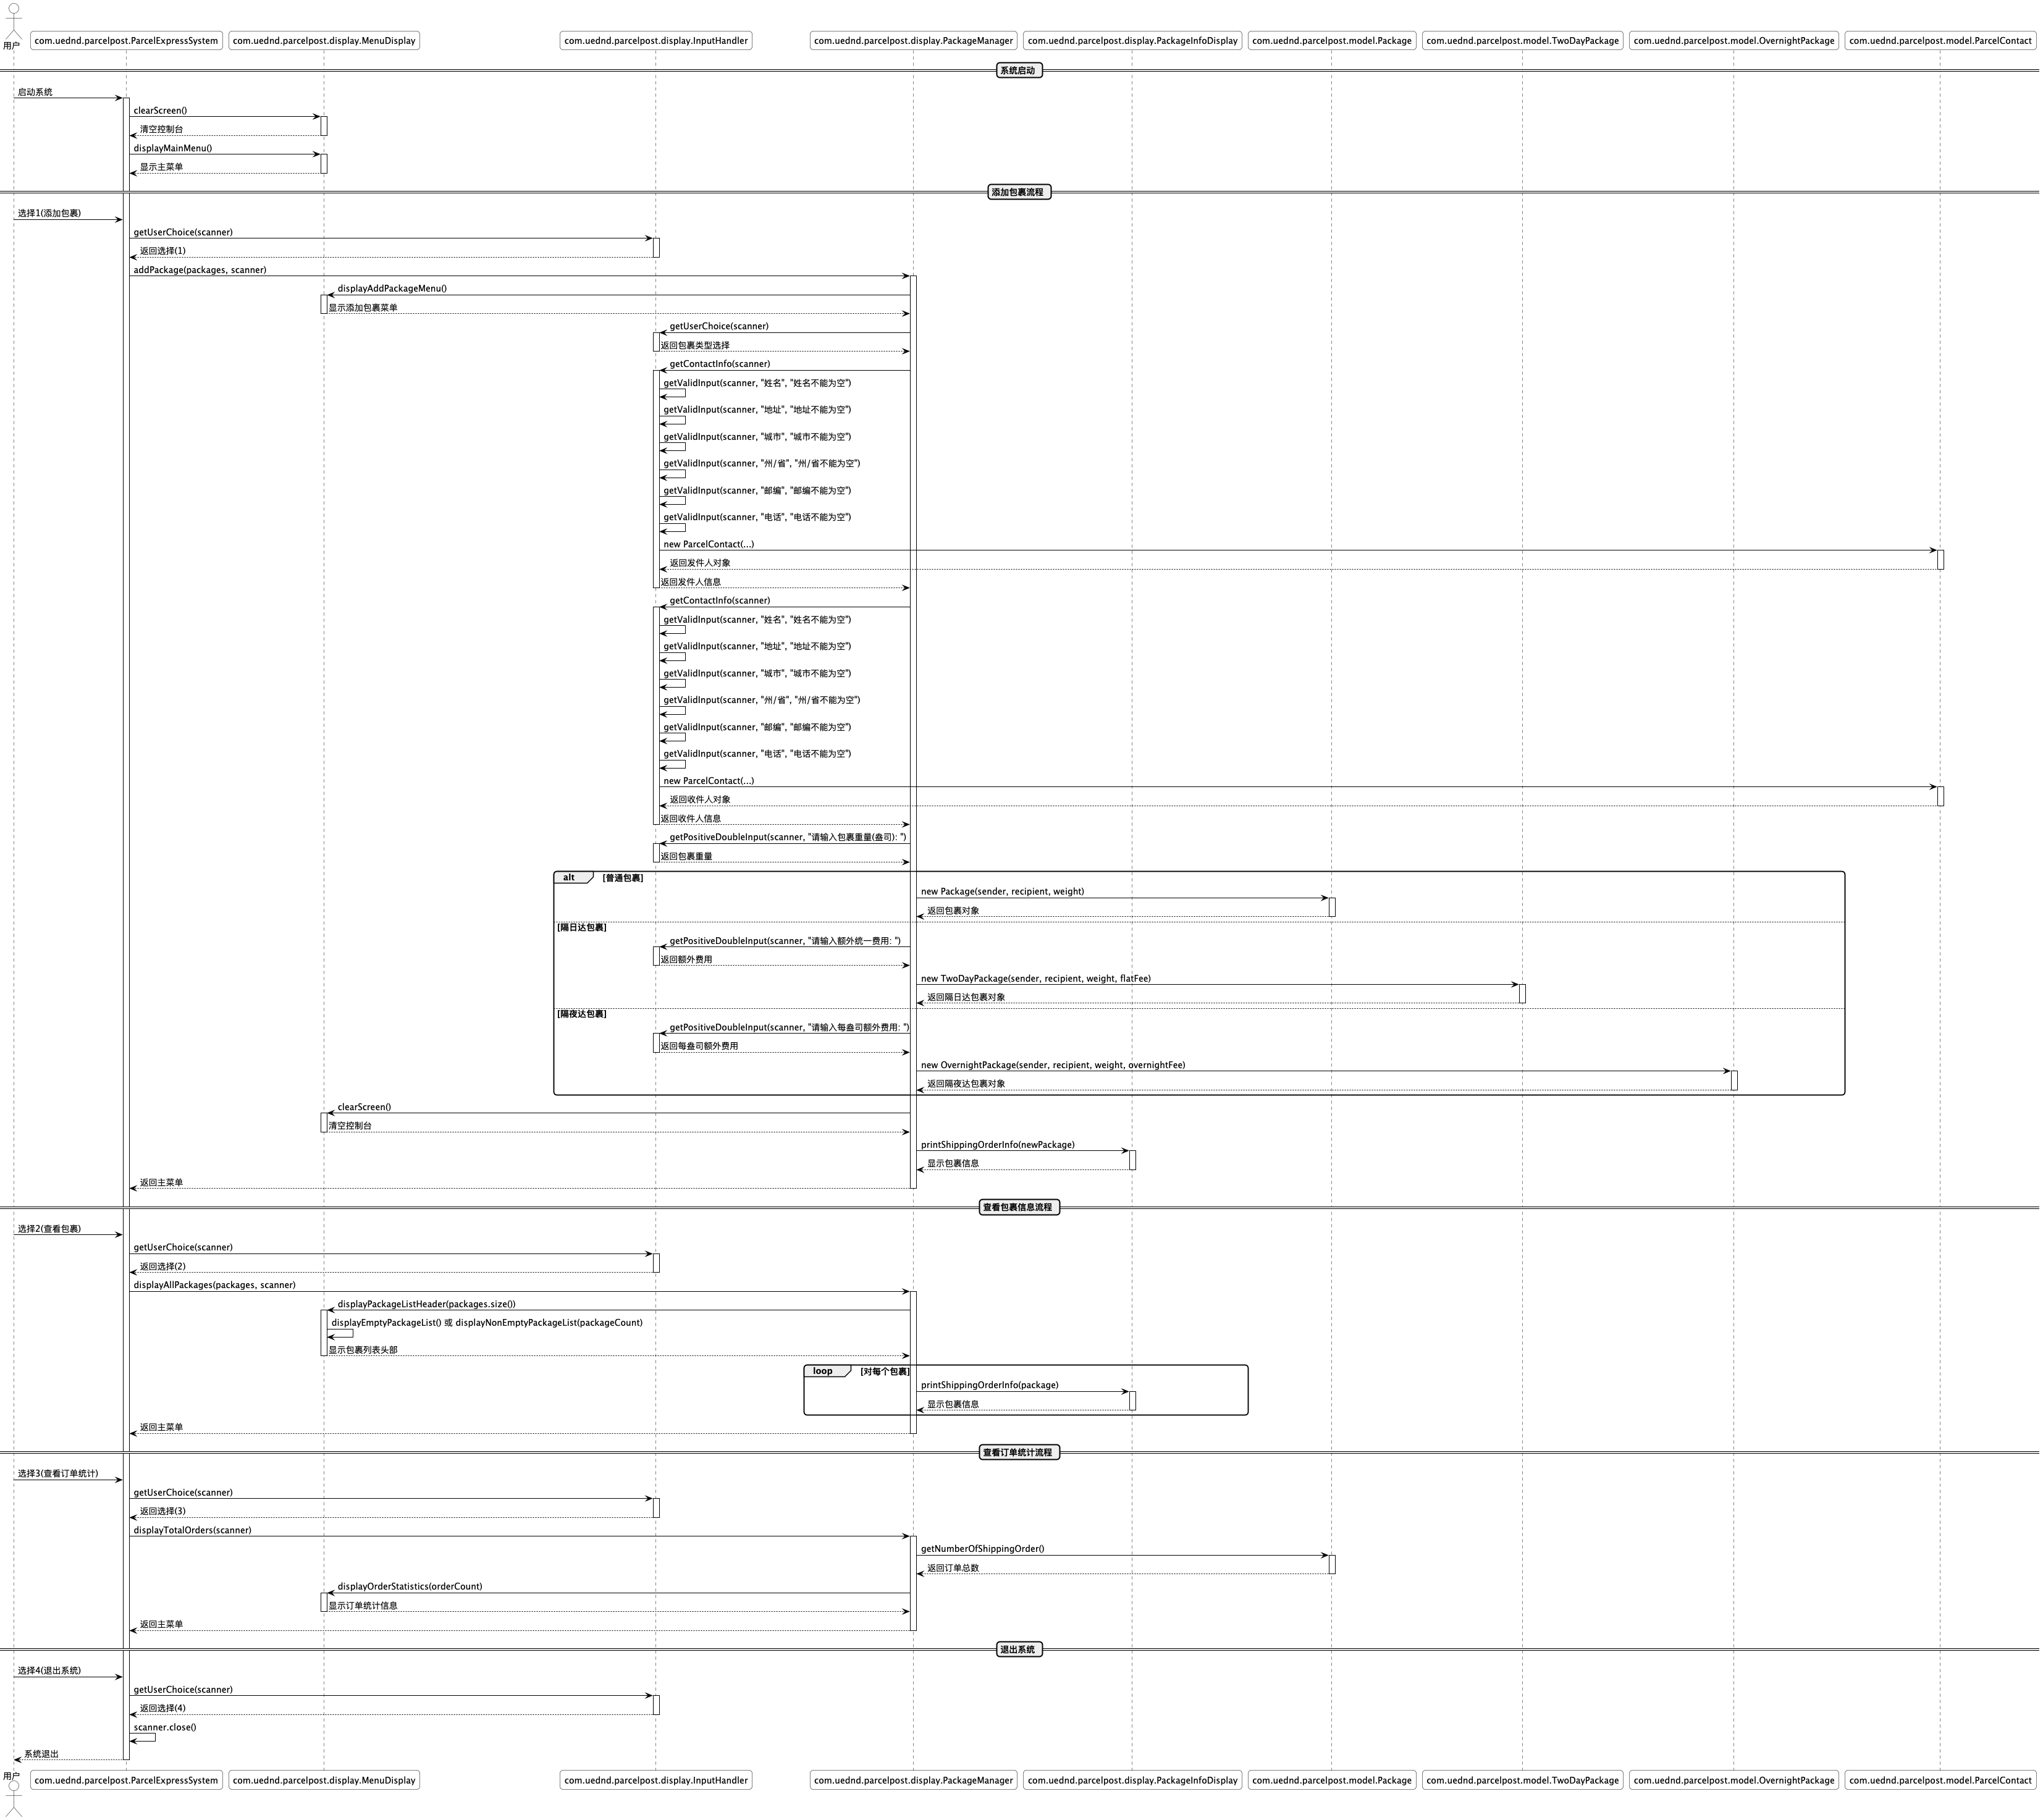 用户
com.uednd.parcelpost.ParcelExpressSystem
com.uednd.parcelpost.display.MenuDisplay
com.uednd.parcelpost.display.InputHandler
com.uednd.parcelpost.display.PackageManager
com.uednd.parcelpost.display.PackageInfoDisplay
com.uednd.parcelpost.model.Package
com.uednd.parcelpost.model.TwoDayPackage
com.uednd.parcelpost.model.OvernightPackage
com.uednd.parcelpost.model.ParcelContact
系统启动
启动系统
clearScreen()
清空控制台
displayMainMenu()
显示主菜单
添加包裹流程
选择1(添加包裹)
getUserChoice(scanner)
返回选择(1)
addPackage(packages, scanner)
displayAddPackageMenu()
显示添加包裹菜单
getUserChoice(scanner)
返回包裹类型选择
getContactInfo(scanner)
getValidInput(scanner, "姓名", "姓名不能为空")
getValidInput(scanner, "地址", "地址不能为空")
getValidInput(scanner, "城市", "城市不能为空")
getValidInput(scanner, "州/省", "州/省不能为空")
getValidInput(scanner, "邮编", "邮编不能为空")
getValidInput(scanner, "电话", "电话不能为空")
new ParcelContact(...)
返回发件人对象
返回发件人信息
getContactInfo(scanner)
getValidInput(scanner, "姓名", "姓名不能为空")
getValidInput(scanner, "地址", "地址不能为空")
getValidInput(scanner, "城市", "城市不能为空")
getValidInput(scanner, "州/省", "州/省不能为空")
getValidInput(scanner, "邮编", "邮编不能为空")
getValidInput(scanner, "电话", "电话不能为空")
new ParcelContact(...)
返回收件人对象
返回收件人信息
getPositiveDoubleInput(scanner, "请输入包裹重量(盎司): ")
返回包裹重量
alt [普通包裹]
new Package(sender, recipient, weight)
返回包裹对象
[隔日达包裹]
getPositiveDoubleInput(scanner, "请输入额外统一费用: ")
返回额外费用
new TwoDayPackage(sender, recipient, weight, flatFee)
返回隔日达包裹对象
[隔夜达包裹]
getPositiveDoubleInput(scanner, "请输入每盎司额外费用: ")
返回每盎司额外费用
new OvernightPackage(sender, recipient, weight, overnightFee)
返回隔夜达包裹对象
clearScreen()
清空控制台
printShippingOrderInfo(newPackage)
显示包裹信息
返回主菜单
查看包裹信息流程
选择2(查看包裹)
getUserChoice(scanner)
返回选择(2)
displayAllPackages(packages, scanner)
displayPackageListHeader(packages.size())
displayEmptyPackageList() 或 displayNonEmptyPackageList(packageCount)
显示包裹列表头部
loop [对每个包裹]
printShippingOrderInfo(package)
显示包裹信息
返回主菜单
查看订单统计流程
选择3(查看订单统计)
getUserChoice(scanner)
返回选择(3)
displayTotalOrders(scanner)
getNumberOfShippingOrder()
返回订单总数
displayOrderStatistics(orderCount)
显示订单统计信息
返回主菜单
退出系统
选择4(退出系统)
getUserChoice(scanner)
返回选择(4)
scanner.close()
系统退出
用户
com.uednd.parcelpost.ParcelExpressSystem
com.uednd.parcelpost.display.MenuDisplay
com.uednd.parcelpost.display.InputHandler
com.uednd.parcelpost.display.PackageManager
com.uednd.parcelpost.display.PackageInfoDisplay
com.uednd.parcelpost.model.Package
com.uednd.parcelpost.model.TwoDayPackage
com.uednd.parcelpost.model.OvernightPackage
com.uednd.parcelpost.model.ParcelContact